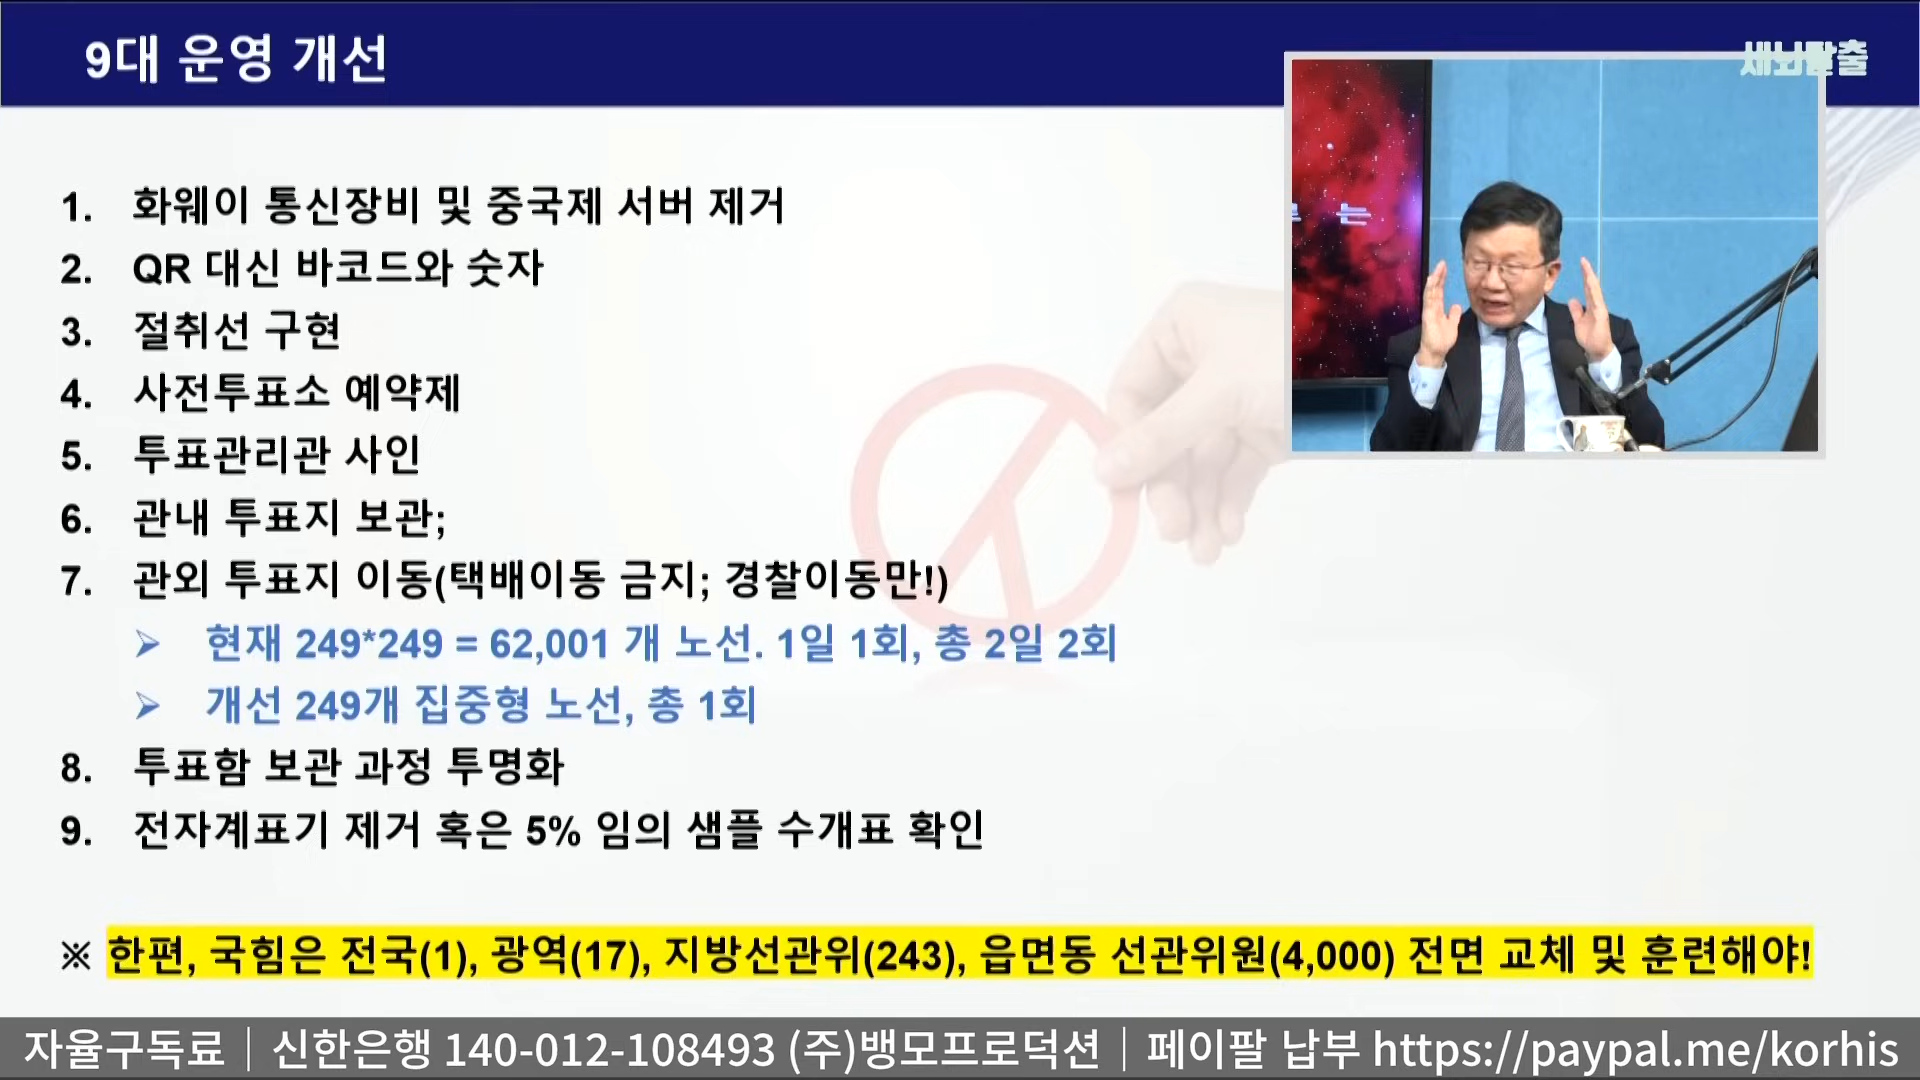 9대 운영 개선
세뇌탈출
는
1. 화웨이 통신장비 및 중국제 서버 제거
2. QR 대신 바코드와 숫자
3. 절취선 구현
4. 사전투표소 예약제
5. 투표관리관 사인
6. 관내 투표지 보관;
7. 관외 투표지 이동(택배이동 금지; 경찰이동만!)
➢ 현재 249*249 = 62,001 개 노선. 1일 1회, 총 2일 2회
➢ 개선 249개 집중형 노선, 총 1회
8. 투표함 보관 과정 투명화
9. 전자계표기 제거 혹은 5% 임의 샘플 수개표 확인
※ 한편, 국힘은 전국(1), 광역(17), 지방선관위(243), 읍면동 선관위원(4,000) 전면 교체 및 훈련해야!
자율구독료│신한은행 140-012-108493 (주)뱅모프로덕션│페이팔 납부 https://paypal.me/korhis